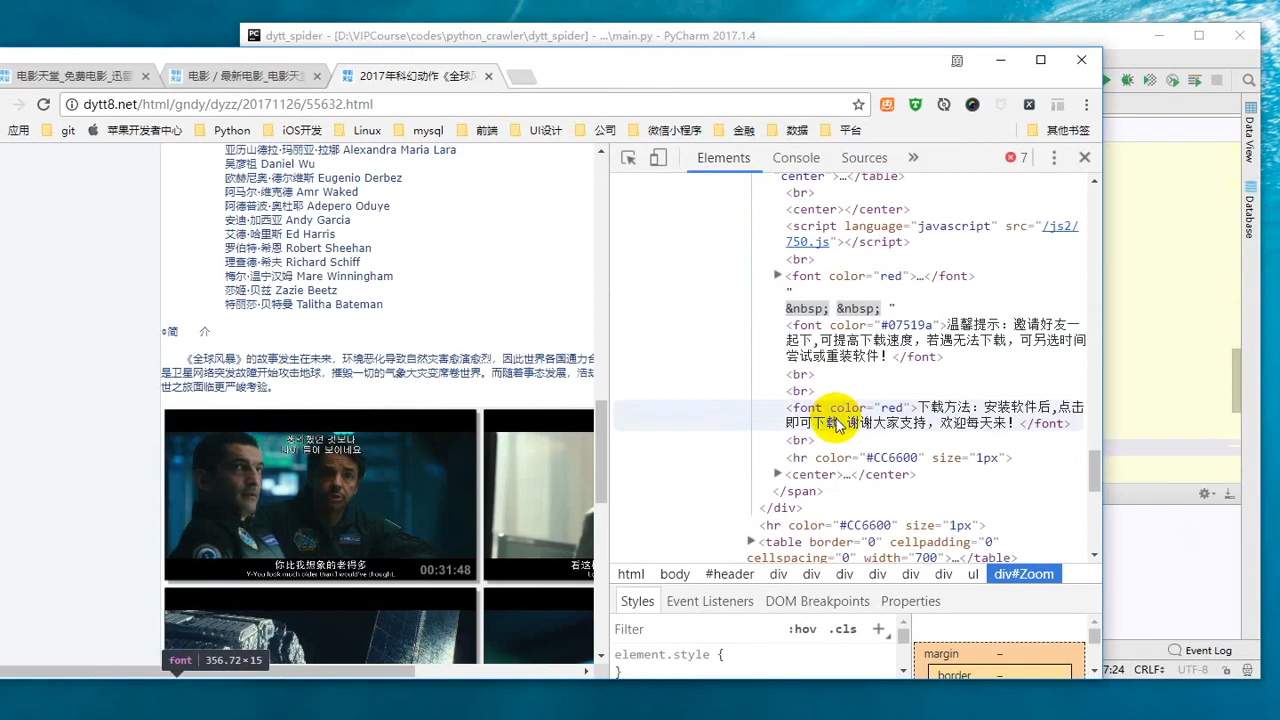 dytt_spider - [D:\VIPCourse\codes\python_crawler\dytt_spider] - ...\main.py - PyCharm 2017.1.4
电影天堂_免费电影_迅雷
电影 / 最新电影_电影天
2017年科幻动作《全球
dytt8.net/html/gndy/dyzz/20171126/55632.html
应用 git 苹果开发者中心 Python iOS开发 Linux mysql 前端 UI设计 公司 微信小程序 金融 数据 平台 其他书签
亚历山德拉·玛丽亚·拉娜 Alexandra Maria Lara
吴彦祖 Daniel Wu
欧赫尼奥·德尔维斯 Eugenio Derbez
阿马尔·维克德 Amr Waked
阿德普波·奥杜耶 Adepero Oduye
安迪·加西亚 Andy Garcia
艾德·哈里斯 Ed Harris
罗伯特·希恩 Robert Sheehan
理查德·希夫 Richard Schiff
梅尔·温宁汉姆 Mare Winningham
莎姬·贝兹 Zazie Beetz
特丽莎·贝特曼 Talitha Bateman
◎简 介
《全球风暴》的故事发生在未来，环境恶化导致自然灾害愈演愈烈，因此世界各国通力合
是卫星网络突发故障开始攻击地球，摧毁一切的气象大灾变席卷世界。而随着事态发展，浩劫
世之旅面临更严峻考验。
생각했던 것보다
나이 들어 보이네요
你比我想象的老得多
Y-You look much older than I would've thought.
00:31:48
看这
font 356.72×15
Elements Console Sources » 7
"center">…</table>
<br>
<center></center>
<script language="javascript" src="/js2/
750.js"></script>
<br>
<font color="red">…</font>
"
&nbsp; &nbsp; "
<font color="#07519a">温馨提示：邀请好友一
起下,可提高下载速度，若遇无法下载，可另选时间
尝试或重装软件！</font>
<br>
<br>
<font color="red">下载方法：安装软件后,点击
即可下载,谢谢大家支持，欢迎每天来！</font>
<br>
<hr color="#CC6600" size="1px">
<center>…</center>
</span>
</div>
<hr color="#CC6600" size="1px">
<table border="0" cellpadding="0"
cellspacing="0" width="700">…</table>
html body #header div div div div div div ul div#Zoom
Styles Event Listeners DOM Breakpoints Properties
Filter :hov .cls +
element.style {
}
margin –
border –
Data View
Database
Event Log
7:24 CRLF÷ UTF-8